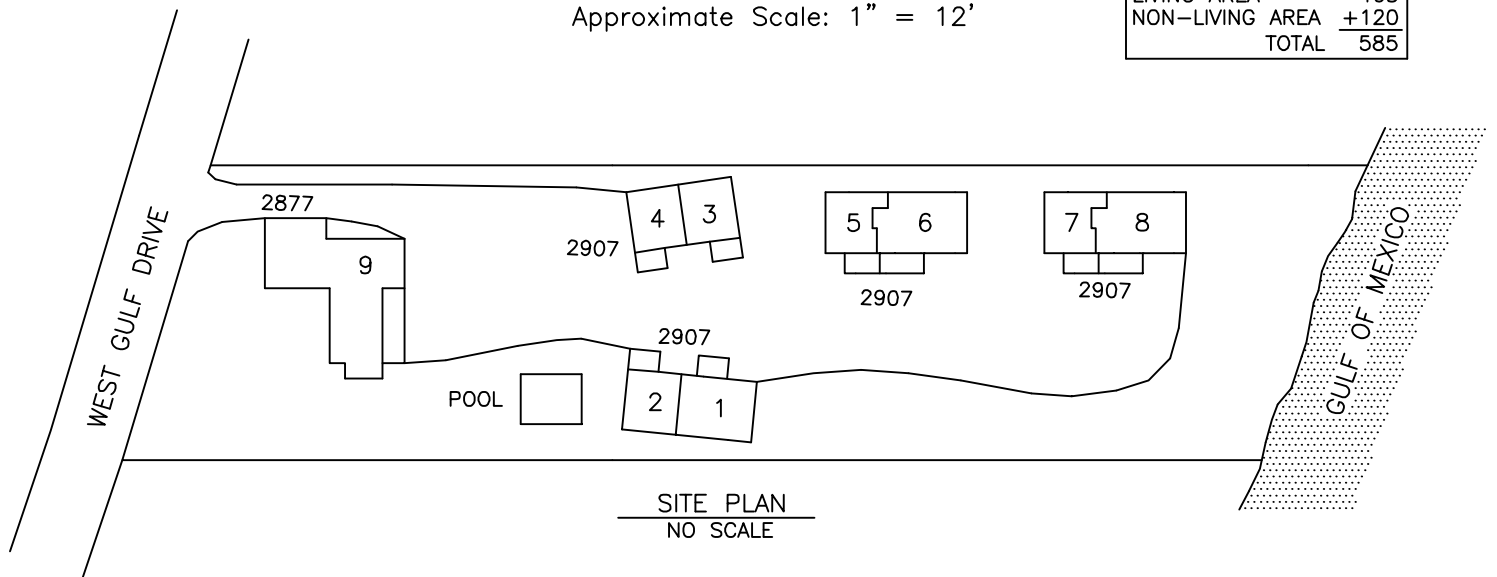 Approximate Scale: 1" = 12'
NON-LIVING AREA +120
TOTAL 585
2877
4 3
5 6
7 8
2907
9
2907
2907
2907
WEST GULF DRIVE
GULF OF MEXICO
POOL
2 1
SITE PLAN
NO SCALE